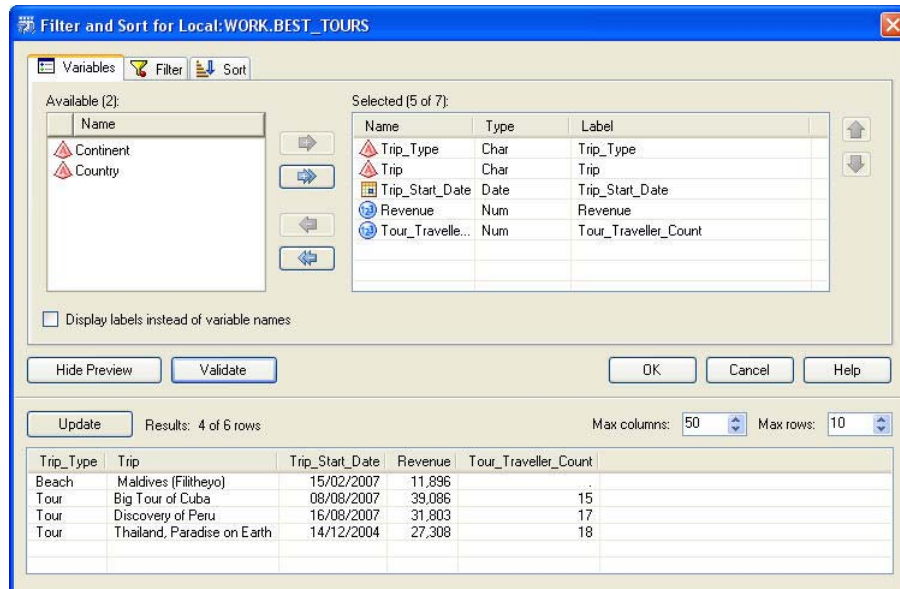 Filter and Sort for Local:WORK.BEST_TOURS
Variables Filter Sort
Available (2):
Name
Continent
Country
Selected (5 of 7):
Name Type Label
Trip_Type Char Trip_Type
Trip Char Trip
Trip_Start_Date Date Trip_Start_Date
Revenue Num Revenue
Tour_Travelle... Num Tour_Traveller_Count
Display labels instead of variable names
Hide Preview Validate OK Cancel Help
Update Results: 4 of 6 rows Max columns: 50 Max rows: 10
Trip_Type Trip Trip_Start_Date Revenue Tour_Traveller_Count
Beach Maldives (Filitheyo) 15/02/2007 11,896 .
Tour Big Tour of Cuba 08/08/2007 39,086 15
Tour Discovery of Peru 16/08/2007 31,803 17
Tour Thailand, Paradise on Earth 14/12/2004 27,308 18